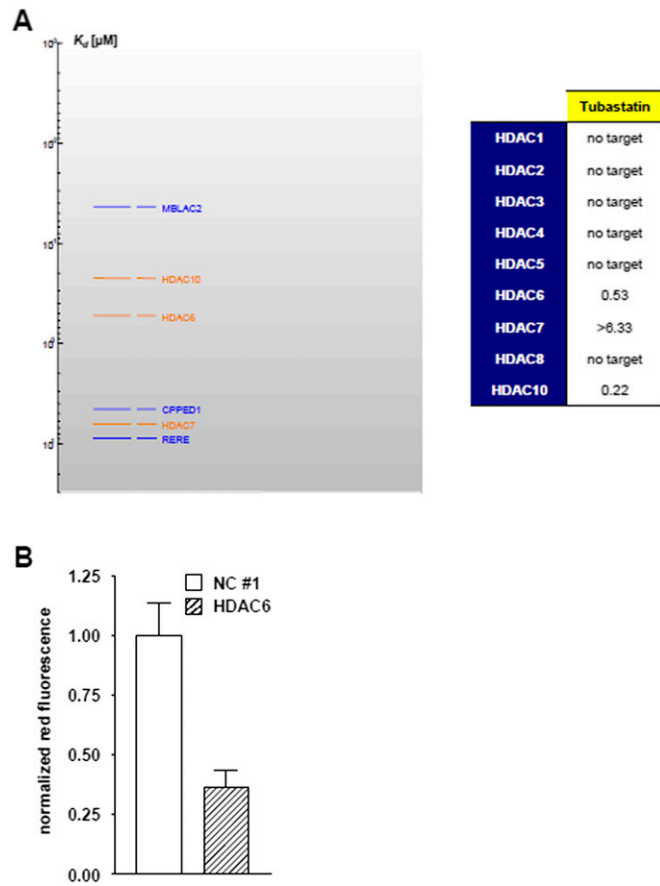 A
K_d [µM]
MBLAC2
HDAC10
HDAC6
CPPED1
HDAC7
RERE
Tubastatin
HDAC1 no target
HDAC2 no target
HDAC3 no target
HDAC4 no target
HDAC5 no target
HDAC6 0.53
HDAC7 >6.33
HDAC8 no target
HDAC10 0.22
B
normalized red fluorescence
1.25
1.00
0.75
0.50
0.25
0.00
NC #1
HDAC6